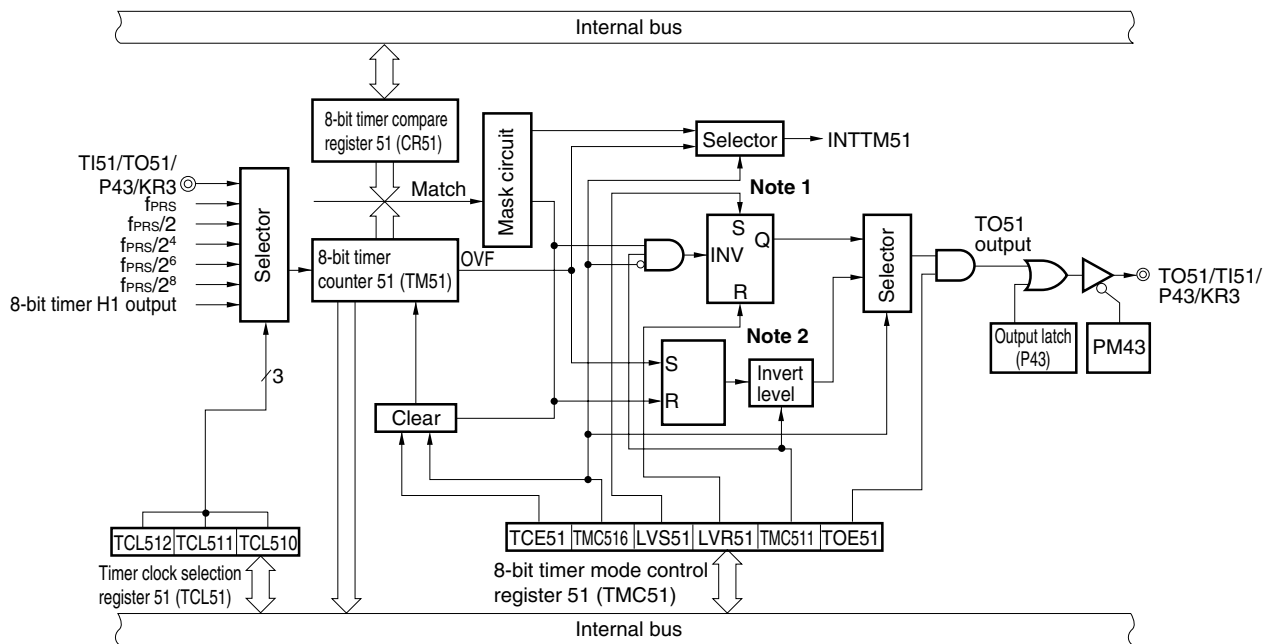 Internal bus
8-bit timer compare
register 51 (CR51)
TI51/TO51/
P43/KR3
fPRS
fPRS/2
fPRS/2⁴
fPRS/2⁶
fPRS/2⁸
8-bit timer H1 output
Selector
Match
Mask circuit
8-bit timer
counter 51 (TM51)
OVF
Selector
INTTM51
Note 1
S
INV
Q
R
Note 2
S
R
Invert
level
Selector
TO51
output
TO51/TI51/
P43/KR3
Output latch
(P43)
PM43
3
Clear
TCL512 TCL511 TCL510
Timer clock selection
register 51 (TCL51)
TCE51 TMC516 LVS51 LVR51 TMC511 TOE51
8-bit timer mode control
register 51 (TMC51)
Internal bus